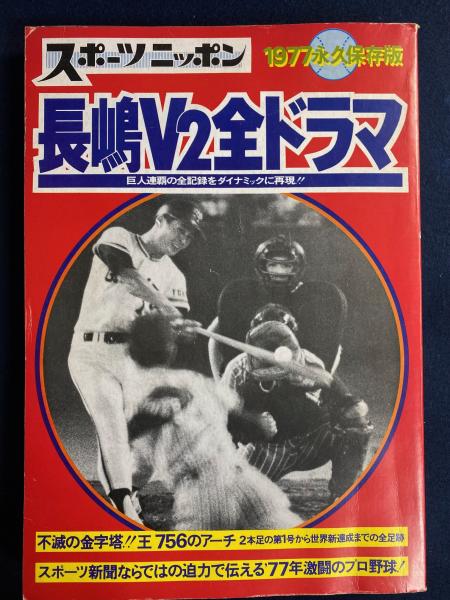 スポーツニッポン
1977永久保存版
長嶋V2全ドラマ
巨人連覇の全記録をダイナミックに再現!!
不滅の金字塔!!王756のアーチ 2本足の第1号から世界新達成までの全足跡
スポーツ新聞ならではの迫力で伝える'77年激闘のプロ野球!